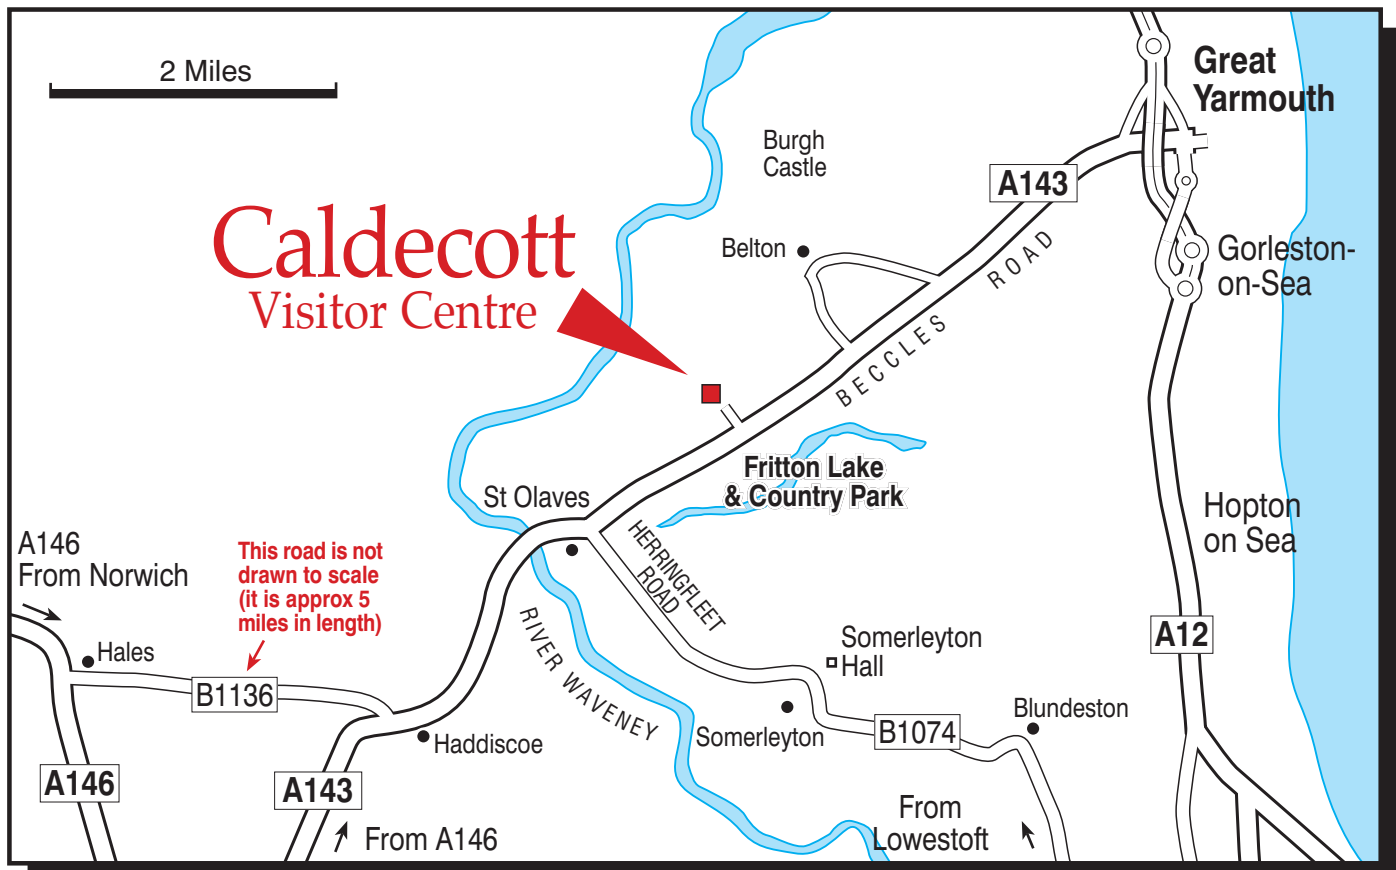 2 Miles
Great
Yarmouth
Burgh
Castle
A143
Caldecott
Visitor Centre
Belton
BECCLES ROAD
Gorleston-
on-Sea
Fritton Lake
& Country Park
St Olaves
Hopton
on Sea
A146
From Norwich
This road is not
drawn to scale
(it is approx 5
miles in length)
HERRINGFLEET
ROAD
RIVER WAVENEY
Hales
B1136
Somerleyton
Hall
A12
Haddiscoe
Somerleyton
B1074
Blundeston
A146
A143
From A146
From
Lowestoft